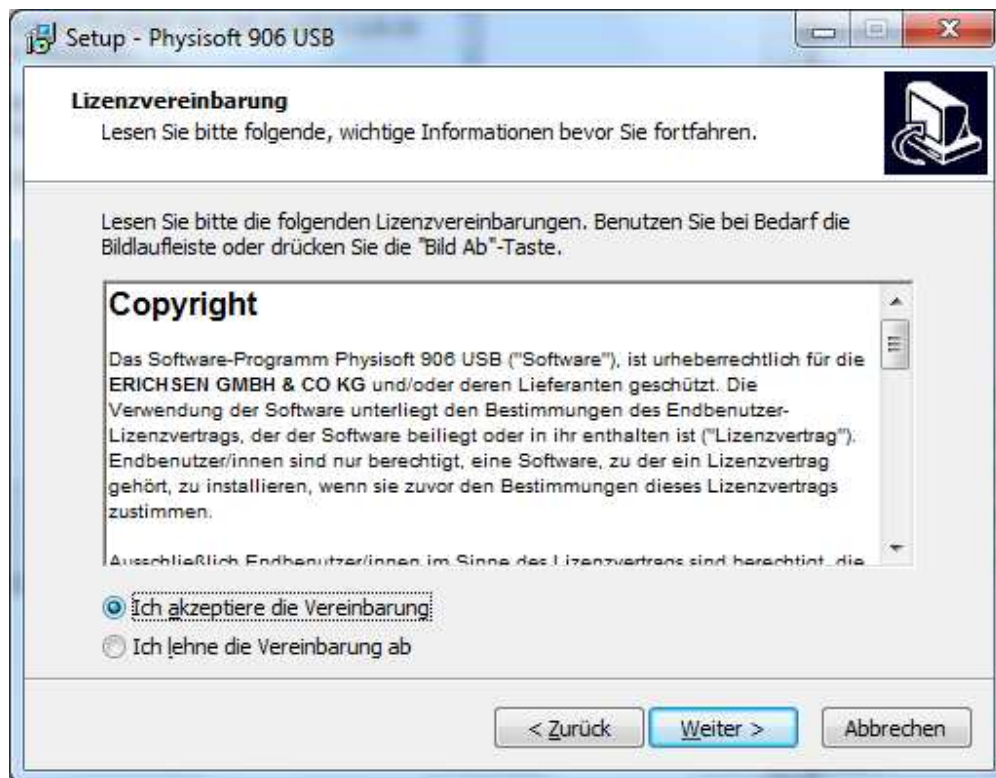 Setup - Physisoft 906 USB
Lizenzvereinbarung
Lesen Sie bitte folgende, wichtige Informationen bevor Sie fortfahren.
Lesen Sie bitte die folgenden Lizenzvereinbarungen. Benutzen Sie bei Bedarf die
Bildlaufleiste oder drücken Sie die "Bild Ab"-Taste.
Copyright
Das Software-Programm Physisoft 906 USB ("Software"), ist urheberrechtlich für die
ERICHSEN GMBH & CO KG und/oder deren Lieferanten geschützt. Die
Verwendung der Software unterliegt den Bestimmungen des Endbenutzer-
Lizenzvertrags, der der Software beiliegt oder in ihr enthalten ist ("Lizenzvertrag").
Endbenutzer/innen sind nur berechtigt, eine Software, zu der ein Lizenzvertrag
gehört, zu installieren, wenn sie zuvor den Bestimmungen dieses Lizenzvertrags
zustimmen.
Ausschließlich Endbenutzer/innen im Sinne des Lizenzvertrags sind berechtigt, die
Ich akzeptiere die Vereinbarung
Ich lehne die Vereinbarung ab
< Zurück
Weiter >
Abbrechen